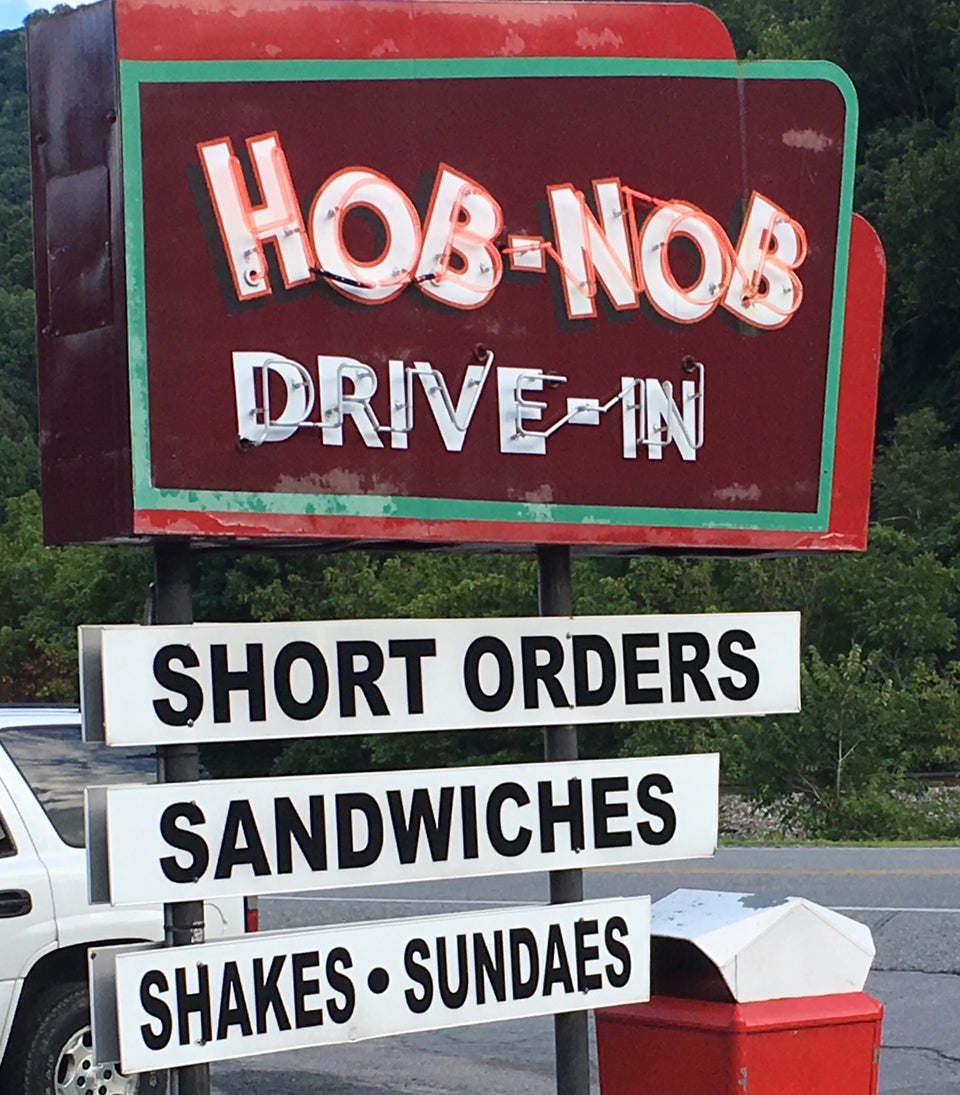 HOB-NOB
DRIVE-IN
SHORT ORDERS
SANDWICHES
SHAKES • SUNDAES